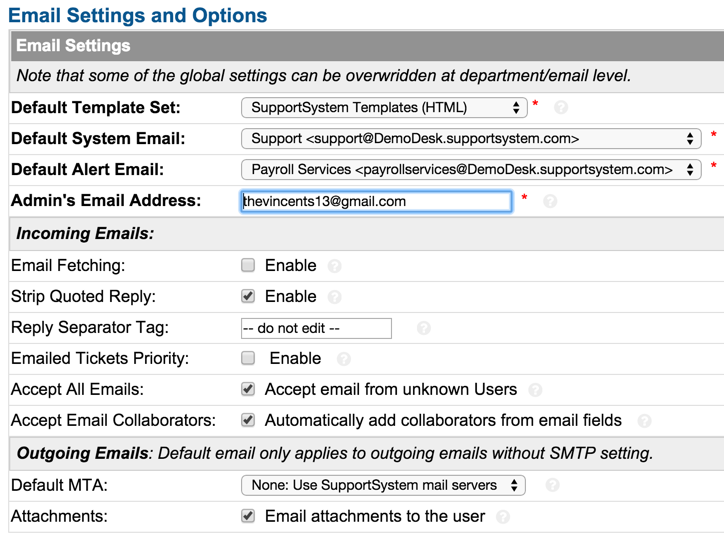 Email Settings and Options
Email Settings
Note that some of the global settings can be overwridden at department/email level.
Default Template Set: SupportSystem Templates (HTML) * ?
Default System Email: Support <support@DemoDesk.supportsystem.com> *
Default Alert Email: Payroll Services <payrollservices@DemoDesk.supportsystem.com> *
Admin's Email Address: thevincents13@gmail.com * ?
Incoming Emails:
Email Fetching: Enable ?
Strip Quoted Reply: Enable ?
Reply Separator Tag: -- do not edit -- ?
Emailed Tickets Priority: Enable ?
Accept All Emails: Accept email from unknown Users ?
Accept Email Collaborators: Automatically add collaborators from email fields ?
Outgoing Emails: Default email only applies to outgoing emails without SMTP setting.
Default MTA: None: Use SupportSystem mail servers ?
Attachments: Email attachments to the user ?